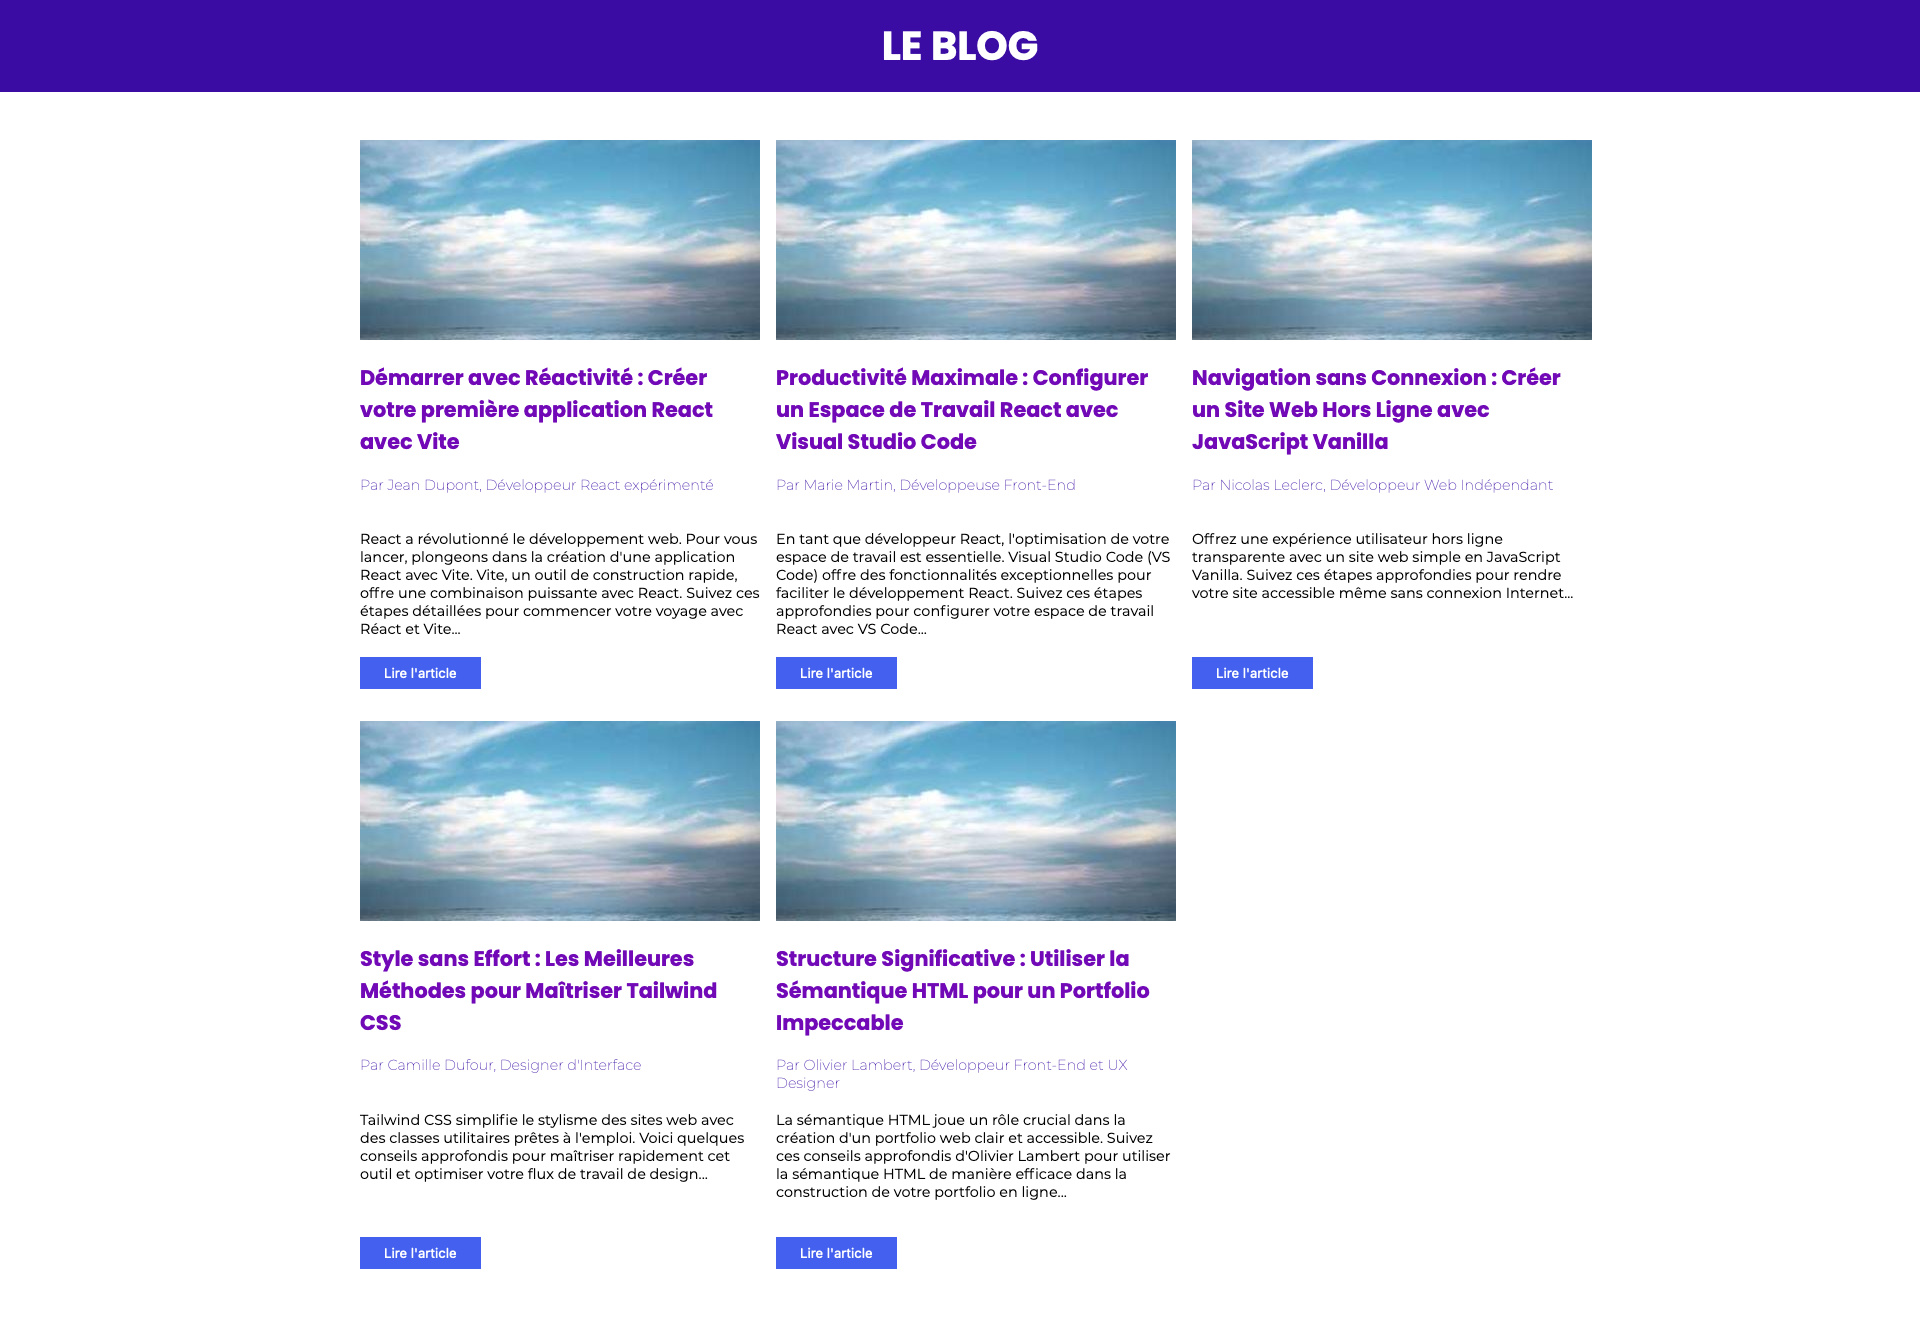 LE BLOG
Démarrer avec Réactivité : Créer
votre première application React
avec Vite
Par Jean Dupont, Développeur React expérimenté
React a révolutionné le développement web. Pour vous
lancer, plongeons dans la création d'une application
React avec Vite. Vite, un outil de construction rapide,
offre une combinaison puissante avec React. Suivez ces
étapes détaillées pour commencer votre voyage avec
Réact et Vite...
Lire l'article
Productivité Maximale : Configurer
un Espace de Travail React avec
Visual Studio Code
Par Marie Martin, Développeuse Front-End
En tant que développeur React, l'optimisation de votre
espace de travail est essentielle. Visual Studio Code (VS
Code) offre des fonctionnalités exceptionnelles pour
faciliter le développement React. Suivez ces étapes
approfondies pour configurer votre espace de travail
React avec VS Code...
Lire l'article
Navigation sans Connexion : Créer
un Site Web Hors Ligne avec
JavaScript Vanilla
Par Nicolas Leclerc, Développeur Web Indépendant
Offrez une expérience utilisateur hors ligne
transparente avec un site web simple en JavaScript
Vanilla. Suivez ces étapes approfondies pour rendre
votre site accessible même sans connexion Internet...
Lire l'article
Style sans Effort : Les Meilleures
Méthodes pour Maîtriser Tailwind
CSS
Par Camille Dufour, Designer d'Interface
Tailwind CSS simplifie le stylisme des sites web avec
des classes utilitaires prêtes à l'emploi. Voici quelques
conseils approfondis pour maîtriser rapidement cet
outil et optimiser votre flux de travail de design...
Lire l'article
Structure Significative : Utiliser la
Sémantique HTML pour un Portfolio
Impeccable
Par Olivier Lambert, Développeur Front-End et UX
Designer
La sémantique HTML joue un rôle crucial dans la
création d'un portfolio web clair et accessible. Suivez
ces conseils approfondis d'Olivier Lambert pour utiliser
la sémantique HTML de manière efficace dans la
construction de votre portfolio en ligne...
Lire l'article